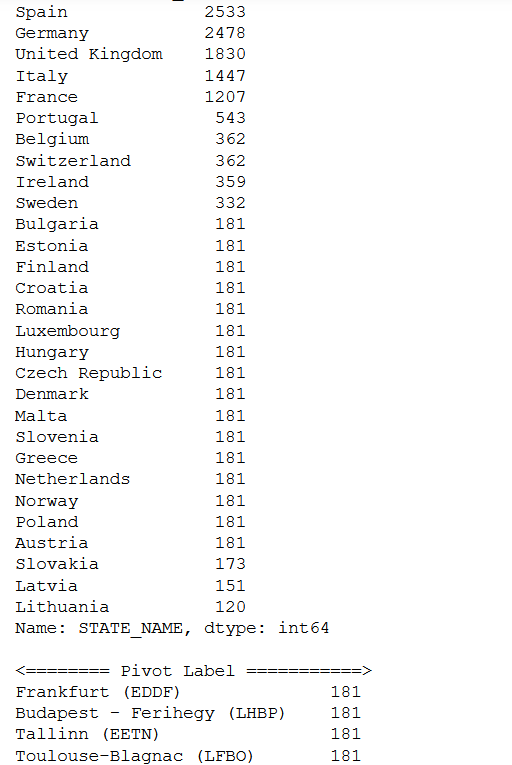 Spain 2533
Germany 2478
United Kingdom 1830
Italy 1447
France 1207
Portugal 543
Belgium 362
Switzerland 362
Ireland 359
Sweden 332
Bulgaria 181
Estonia 181
Finland 181
Croatia 181
Romania 181
Luxembourg 181
Hungary 181
Czech Republic 181
Denmark 181
Malta 181
Slovenia 181
Greece 181
Netherlands 181
Norway 181
Poland 181
Austria 181
Slovakia 173
Latvia 151
Lithuania 120
Name: STATE_NAME, dtype: int64
<======== Pivot Label ===========>
Frankfurt (EDDF) 181
Budapest - Ferihegy (LHBP) 181
Tallinn (EETN) 181
Toulouse-Blagnac (LFBO) 181